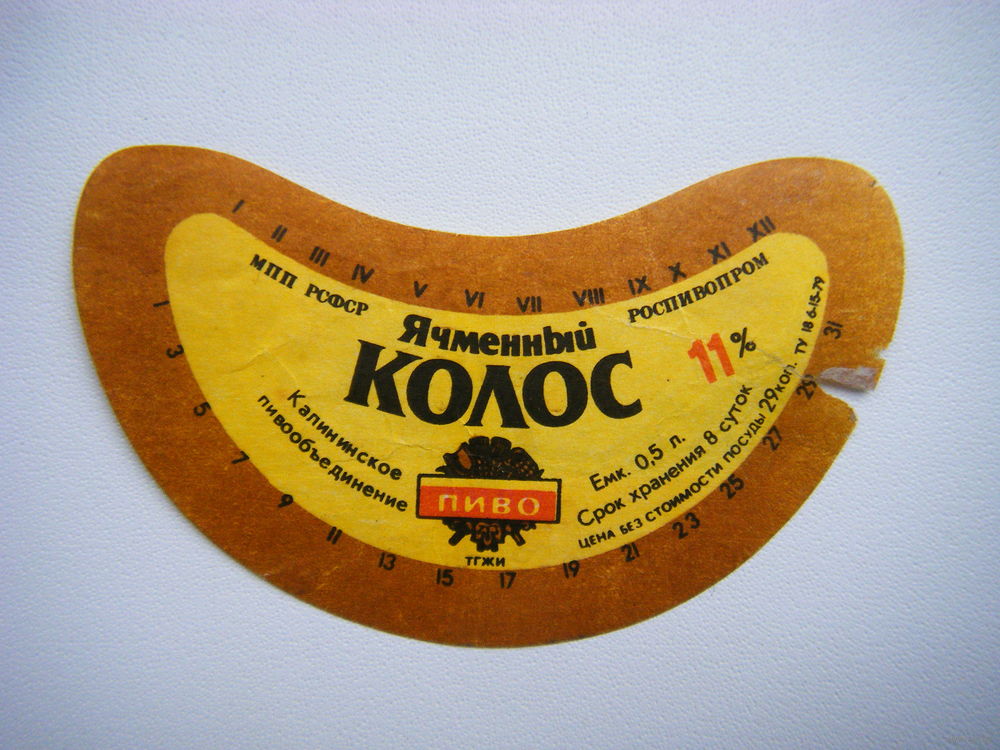 I II III IV V VI VII VIII IX X XI XII
МПП РСФСР
РОСПИВОПРОМ
Ячменный
КОЛОС
11%
Калининское
пивообъединение
ПИВО
Емк. 0,5 л.
Срок хранения 8 суток
ЦЕНА БЕЗ СТОИМОСТИ ПОСУДЫ 29 коп. ТУ 18 6-15-79
ТГЖИ
1 3 5 7 9 11 13 15 17 19 21 23 25 27 29 31